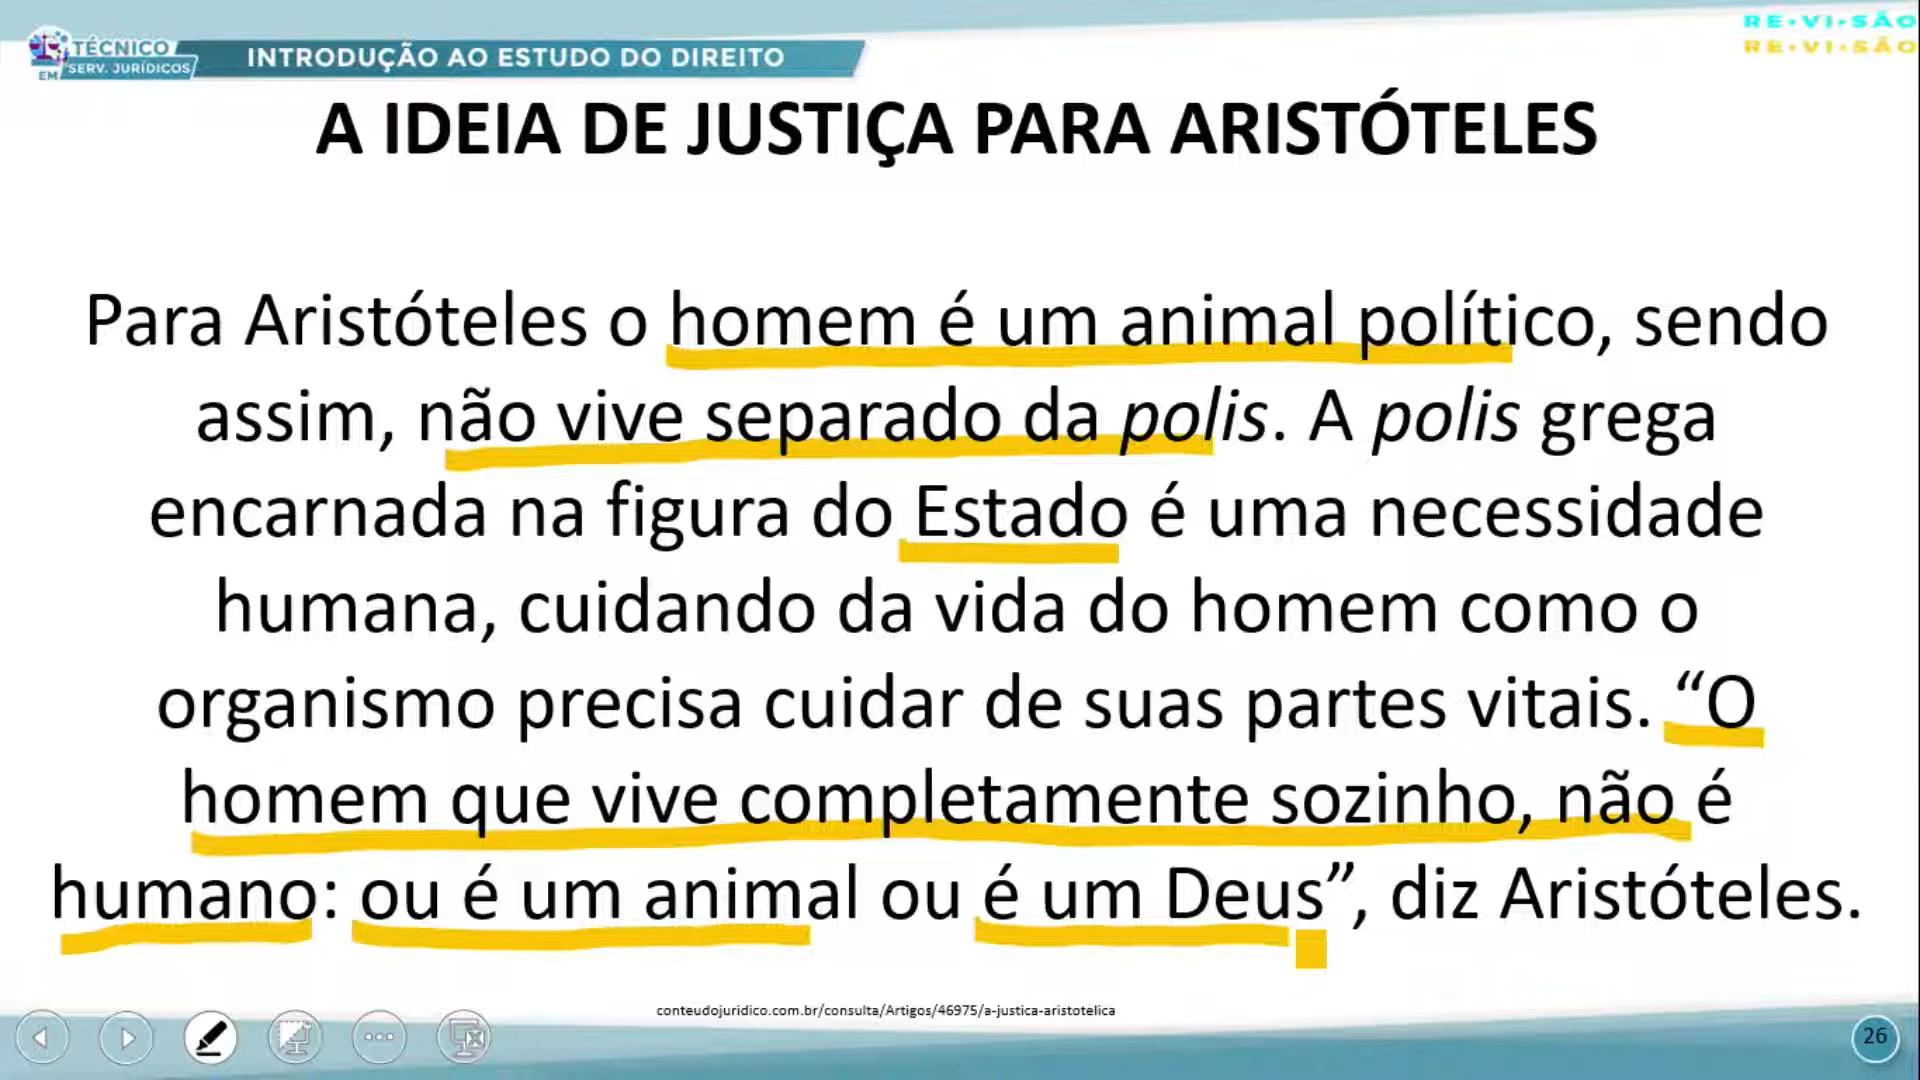 RE•VI•SÃO
RE•VI•SÃO
TÉCNICO
EM SERV. JURÍDICOS
INTRODUÇÃO AO ESTUDO DO DIREITO
A IDEIA DE JUSTIÇA PARA ARISTÓTELES
Para Aristóteles o homem é um animal político, sendo
assim, não vive separado da polis. A polis grega
encarnada na figura do Estado é uma necessidade
humana, cuidando da vida do homem como o
organismo precisa cuidar de suas partes vitais. “O
homem que vive completamente sozinho, não é
humano: ou é um animal ou é um Deus”, diz Aristóteles.
conteudojuridico.com.br/consulta/Artigos/46975/a-justica-aristotelica
26